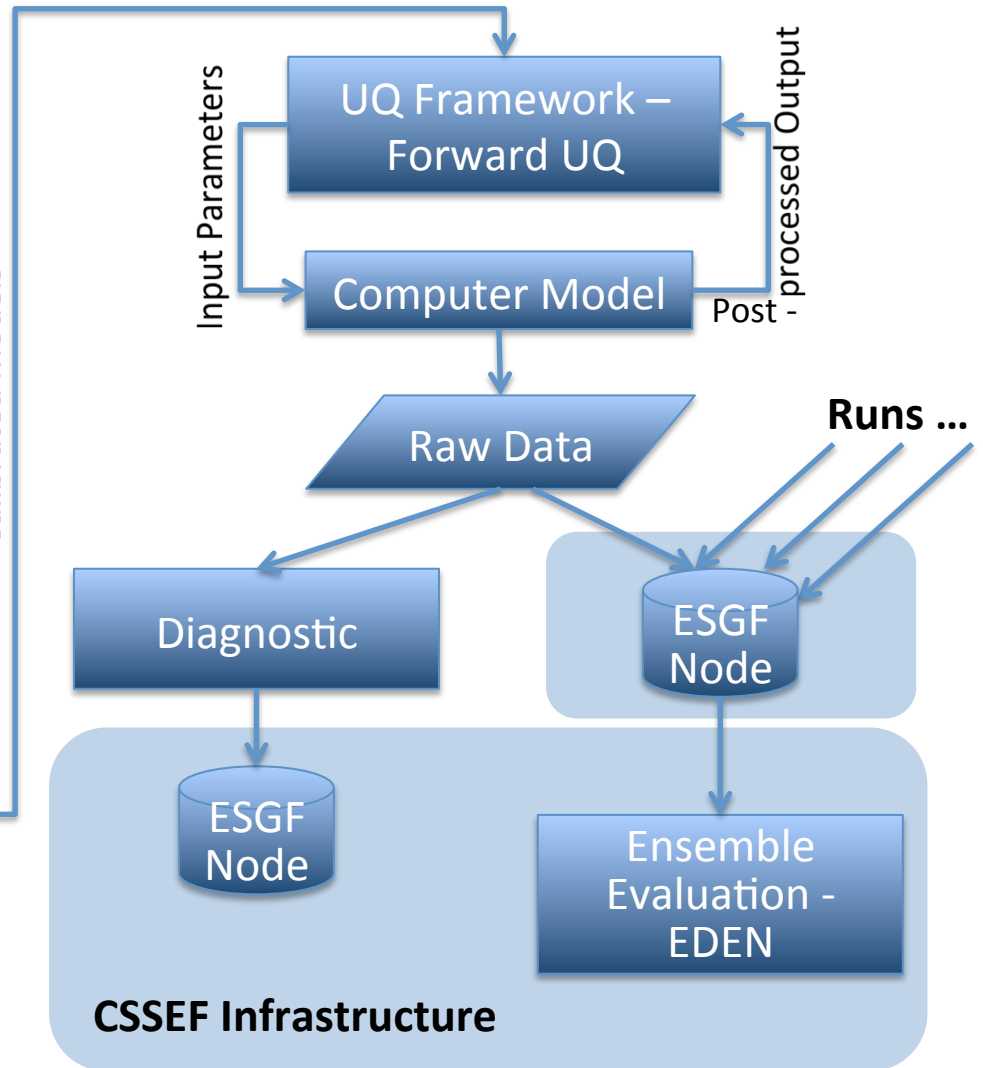 UQ Framework –
Forward UQ
Input Parameters
processed Output
Post -
Computer Model
Raw Data
Runs ...
Diagnostic
ESGF
Node
ESGF
Node
Ensemble
Evaluation -
EDEN
CSSEF Infrastructure